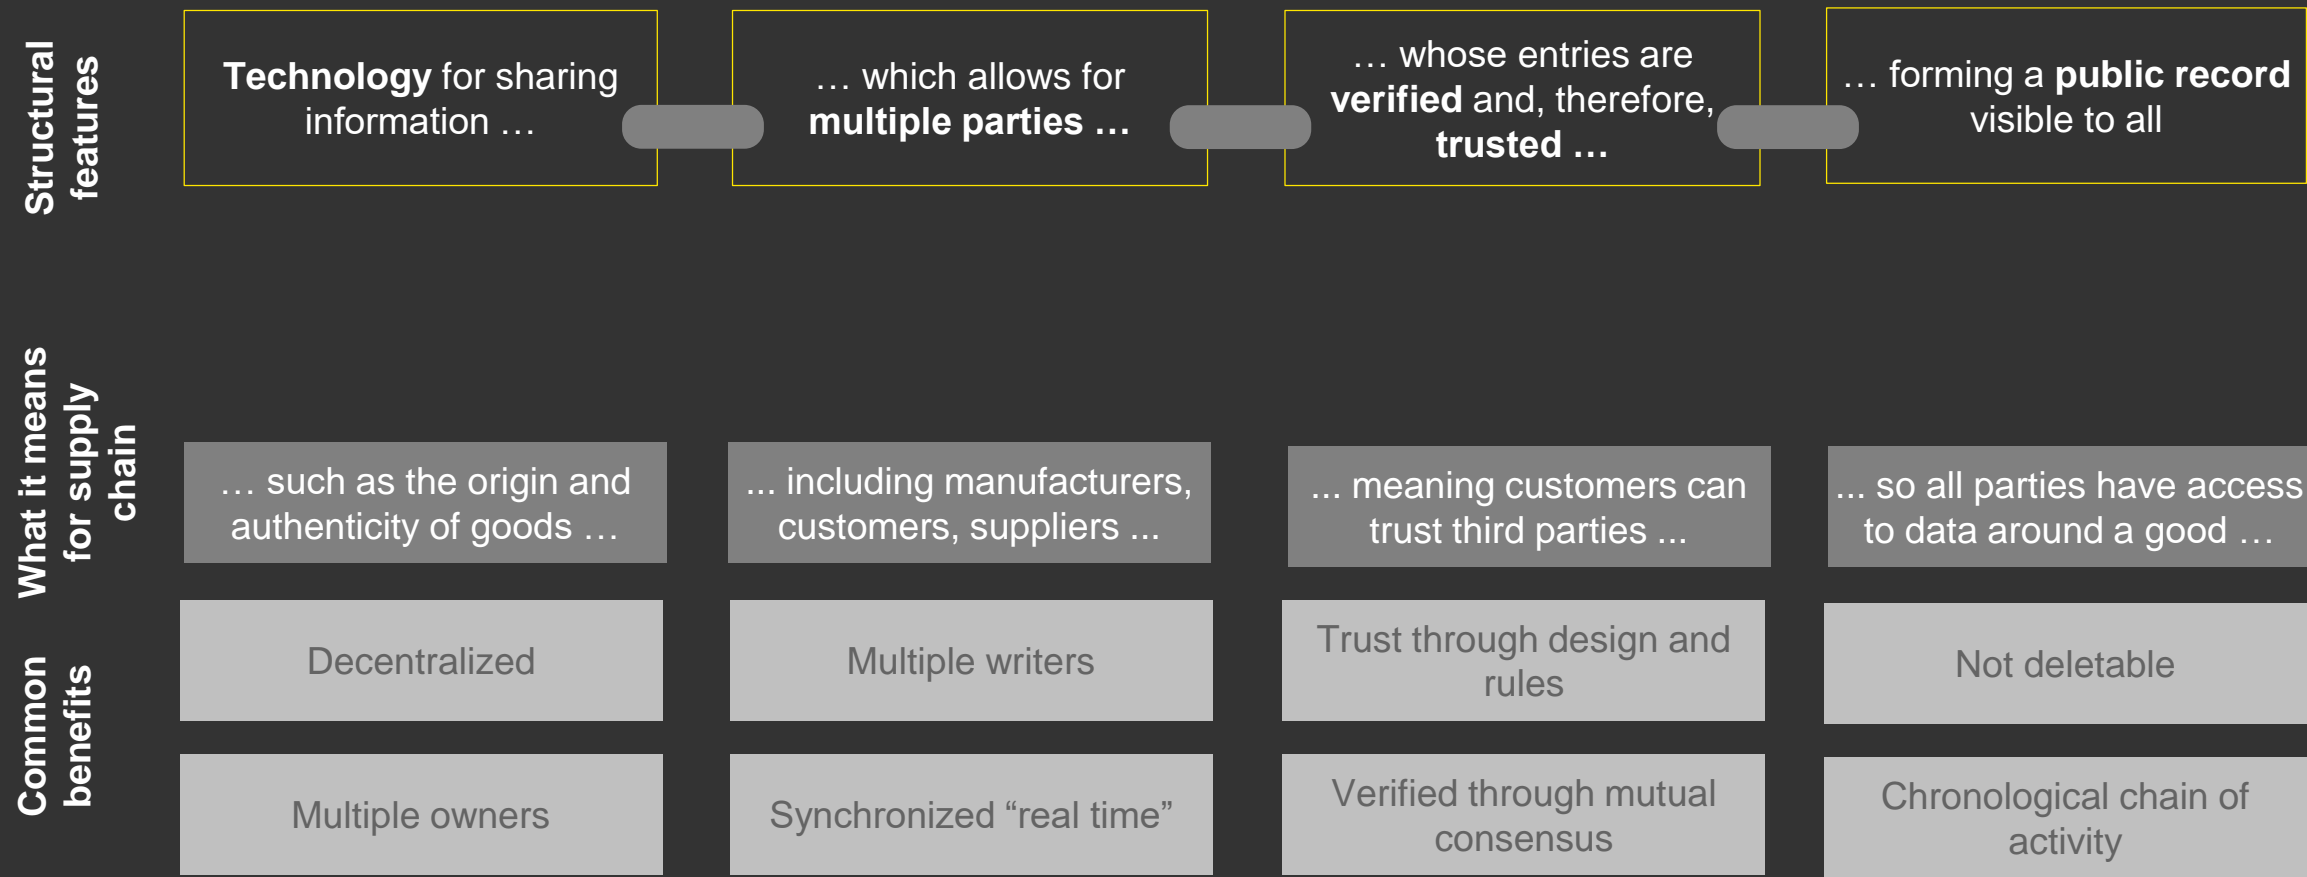 Structural
features
Technology for sharing
information …
… which allows for
multiple parties …
… whose entries are
verified and, therefore,
trusted …
… forming a public record
visible to all
What it means
for supply
chain
… such as the origin and
authenticity of goods …
... including manufacturers,
customers, suppliers ...
... meaning customers can
trust third parties ...
... so all parties have access
to data around a good …
Common
benefits
Decentralized
Multiple writers
Trust through design and
rules
Not deletable
Multiple owners
Synchronized “real time”
Verified through mutual
consensus
Chronological chain of
activity